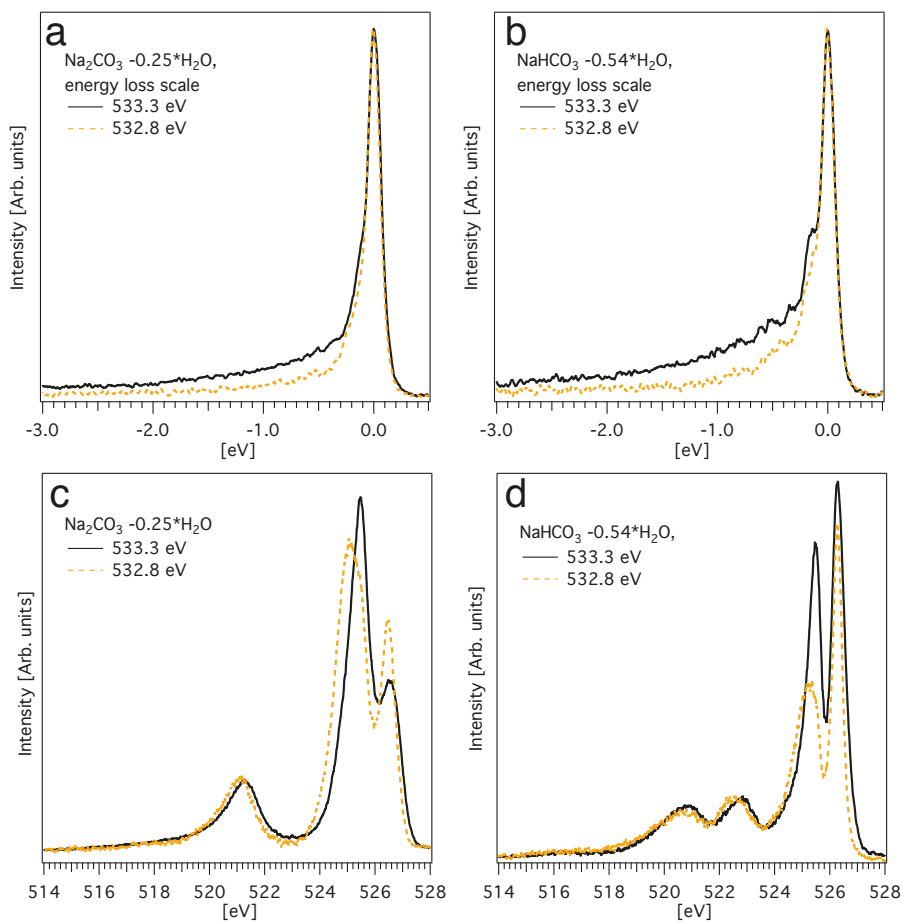 a
Na₂CO₃ -0.25*H₂O,
energy loss scale
533.3 eV
532.8 eV
Intensity [Arb. units]
-3.0 -2.0 -1.0 0.0
[eV]
b
NaHCO₃ -0.54*H₂O,
energy loss scale
533.3 eV
532.8 eV
Intensity [Arb. units]
-3.0 -2.0 -1.0 0.0
[eV]
c
Na₂CO₃ -0.25*H₂O
533.3 eV
532.8 eV
Intensity [Arb. units]
514 516 518 520 522 524 526 528
[eV]
d
NaHCO₃ -0.54*H₂O,
533.3 eV
532.8 eV
Intensity [Arb. units]
514 516 518 520 522 524 526 528
[eV]